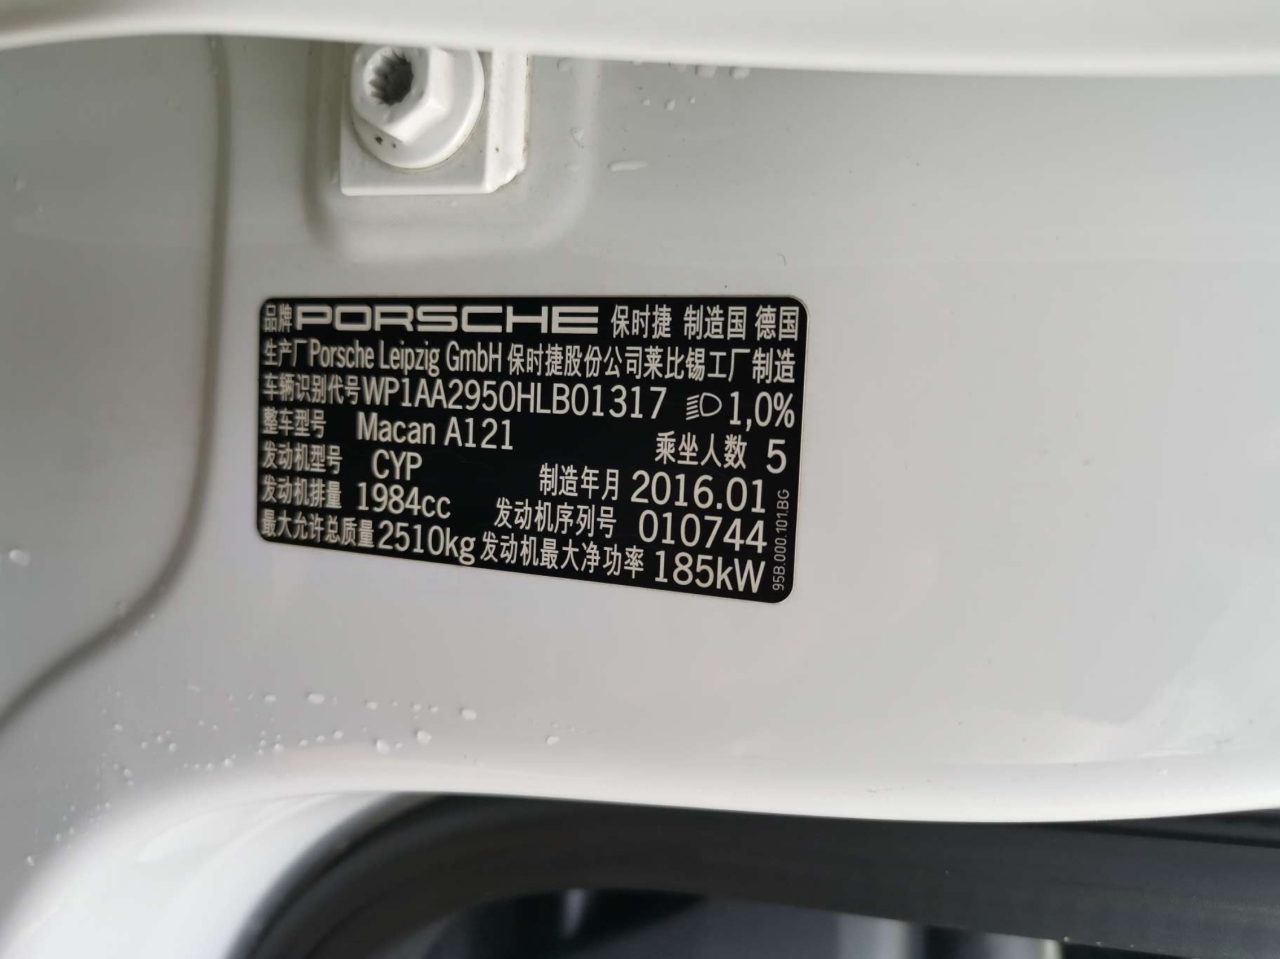 品牌 PORSCHE 保时捷 制造国 德国
生产厂 Porsche Leipzig GmbH 保时捷股份公司莱比锡工厂制造
车辆识别代号 WP1AA2950HLB01317 1,0%
整车型号 Macan A121 乘坐人数 5
发动机型号 CYP 制造年月 2016.01
发动机排量 1984cc 发动机序列号 010744
最大允许总质量 2510kg 发动机最大净功率 185kW
95B.000.101.BG